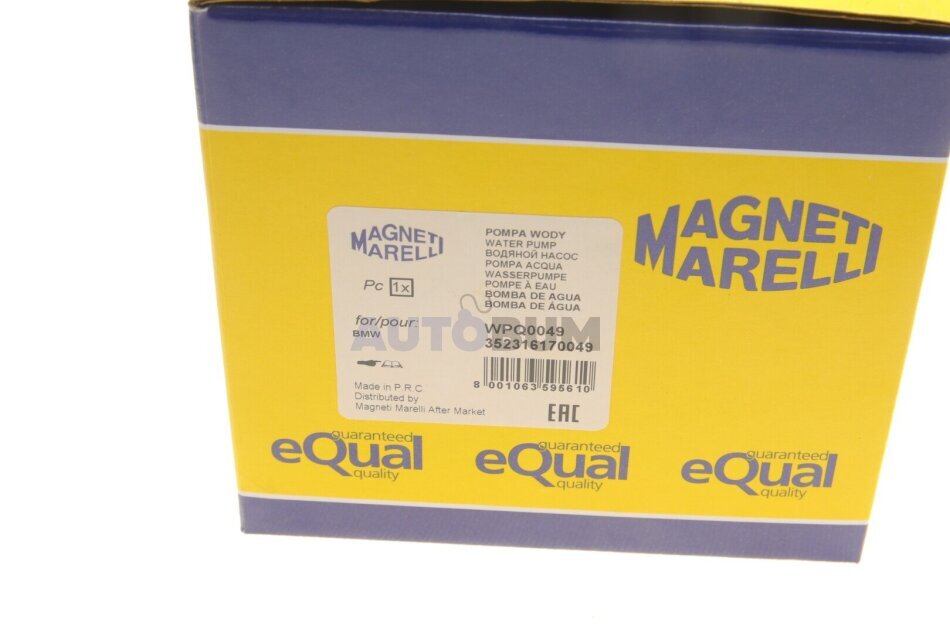 MAGNETI
MARELLI
Pc 1x
for/pour:
BMW
Made in P.R.C
Distributed by
Magneti Marelli After Market
POMPA WODY
WATER PUMP
ВОДЯНОЙ НАСОС
POMPA ACQUA
WASSERPUMPE
POMPE À EAU
BOMBA DE AGUA
BOMBA DE ÁGUA
WPQ0049
352316170049
8 001063 595610
EAC
AUTORUM
MAGNETI
MARELLI
guaranteed
eQual
quality
guaranteed
eQual
quality
guaranteed
eQual
quality